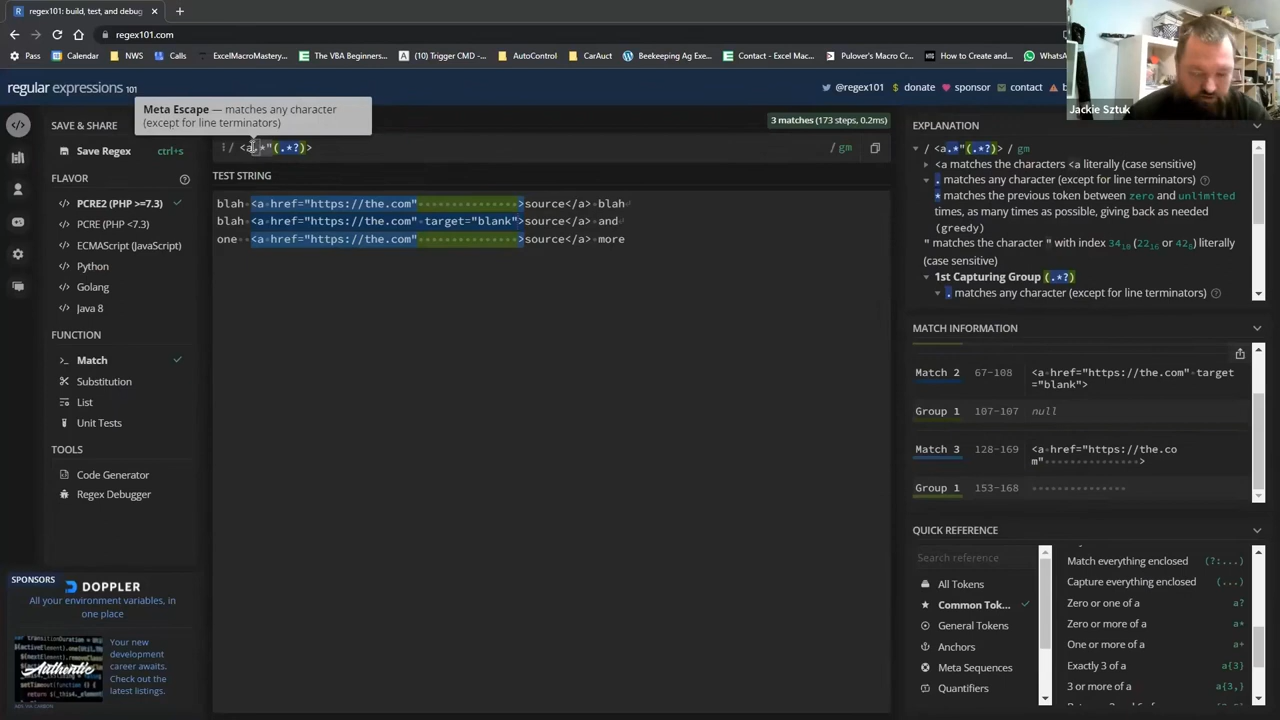 regex101: build, test, and debug
regex101.com
Pass
Calendar
NWS
Calls
ExcelMacroMastery...
The VBA Beginners...
(10) Trigger CMD -...
AutoControl
CarAuct
Beekeeping Ag Exe...
Contact - Excel Mac...
Pulover's Macro Cr...
How to Create and...
Jackie Sztuk
regular expressions 101
@regex101
donate
sponsor
contact
Meta Escape — matches any character
(except for line terminators)
SAVE & SHARE
Save Regex
ctrl+s
FLAVOR
PCRE2 (PHP >=7.3)
PCRE (PHP <7.3)
ECMAScript (JavaScript)
Python
Golang
Java 8
FUNCTION
Match
Substitution
List
Unit Tests
TOOLS
Code Generator
Regex Debugger
SPONSORS
DOPPLER
All your environment variables, in
one place
Authentic
Your new
development
career awaits.
Check out the
latest listings.
ADS VIA CARBON
3 matches (173 steps, 0.2ms)
/ <a.*"(.*?)> / gm
TEST STRING
blah <a href="https://the.com"               >source</a> blah
blah <a href="https://the.com" target="blank">source</a> and
one  <a href="https://the.com"               >source</a> more
EXPLANATION
/ <a.*"(.*?)> / gm
<a matches the characters <a literally (case sensitive)
. matches any character (except for line terminators)
* matches the previous token between zero and unlimited
times, as many times as possible, giving back as needed
(greedy)
" matches the character " with index 34₁₀ (22₁₆ or 42₈) literally
(case sensitive)
1st Capturing Group (.*?)
. matches any character (except for line terminators)
MATCH INFORMATION
Match 2 67-108 <a href="https://the.com" target
="blank">
Group 1 107-107 null
Match 3 128-169 <a href="https://the.co
m"               >
Group 1 153-168
QUICK REFERENCE
Search reference
All Tokens
Common Tok...
General Tokens
Anchors
Meta Sequences
Quantifiers
Match everything enclosed (?:...)
Capture everything enclosed (...)
Zero or one of a a?
Zero or more of a a*
One or more of a a+
Exactly 3 of a a{3}
3 or more of a a{3,}